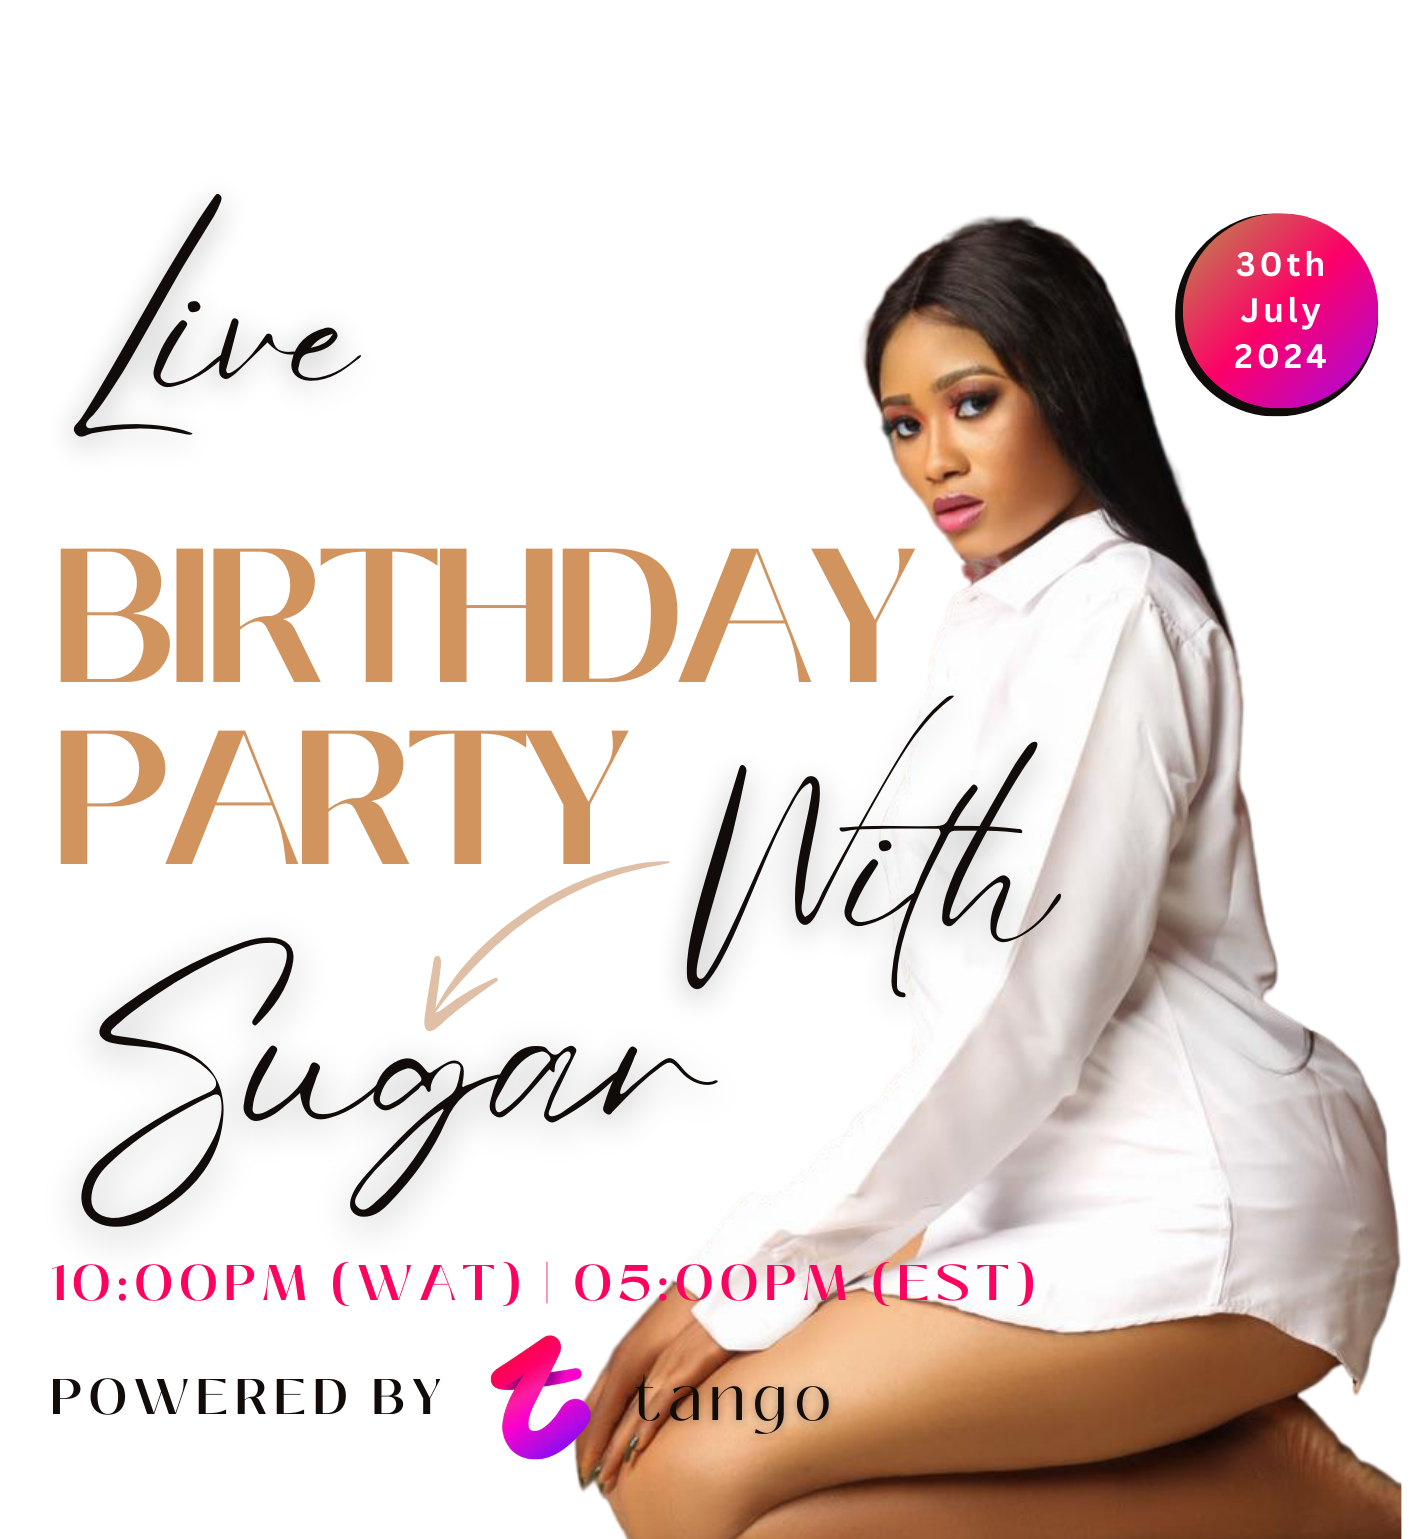 Live
30th
July
2024
BIRTHDAY
PARTY
With
Sugar
10:00PM (WAT) | 05:00PM (EST)
POWERED BY t tango